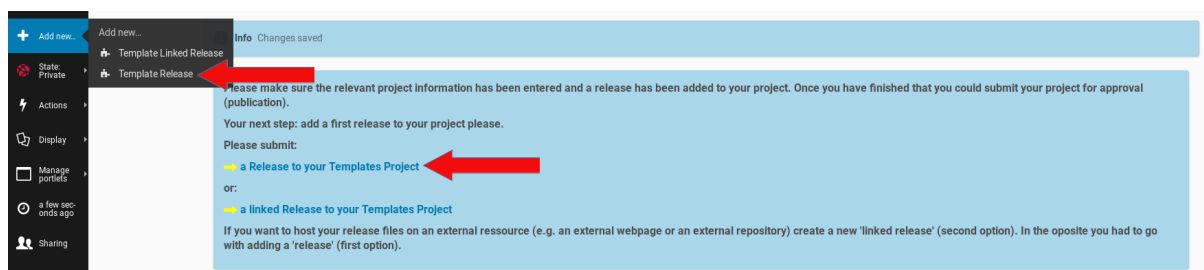 Add new...
State:
Private
Actions
Display
Manage
portlets
a few sec-
onds ago
Sharing
Add new...
Template Linked Release
Template Release
Info Changes saved
Please make sure the relevant project information has been entered and a release has been added to your project. Once you have finished that you could submit your project for approval
(publication).
Your next step: add a first release to your project please.
Please submit:
a Release to your Templates Project
or:
a linked Release to your Templates Project
If you want to host your release files on an external ressource (e.g. an external webpage or an external repository) create a new 'linked release' (second option). In the oposite you had to go
with adding a 'release' (first option).